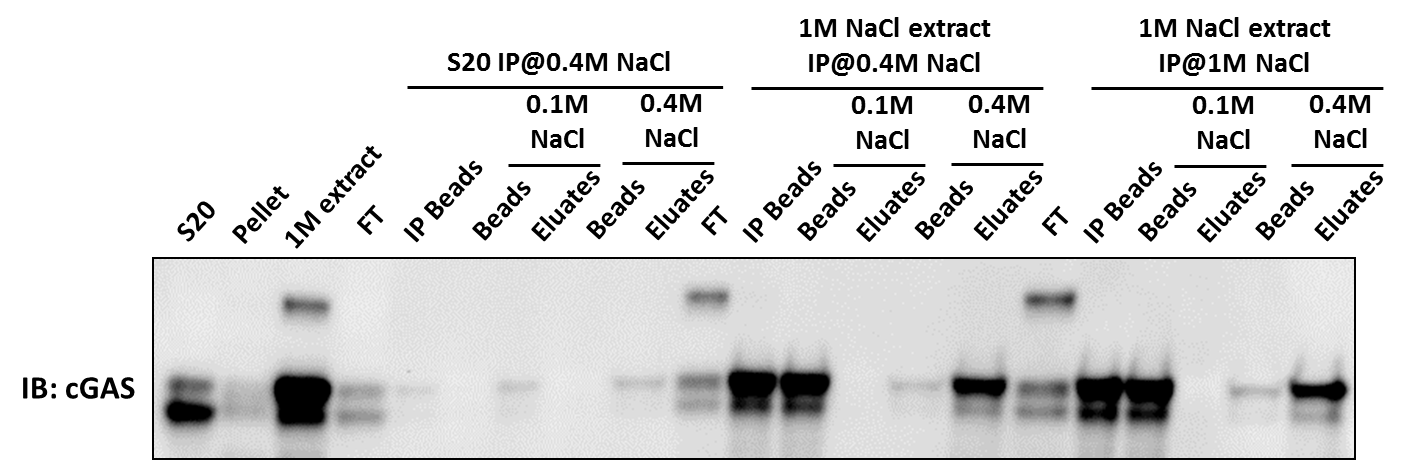 S20 IP@0.4M NaCl
1M NaCl extract
IP@0.4M NaCl
1M NaCl extract
IP@1M NaCl
0.1M
NaCl
0.4M
NaCl
0.1M
NaCl
0.4M
NaCl
0.1M
NaCl
0.4M
NaCl
S20
Pellet
1M extract
FT
IP Beads
Beads
Eluates
Beads
Eluates
FT
IP Beads
Beads
Eluates
Beads
Eluates
FT
IP Beads
Beads
Eluates
Beads
Eluates
IB: cGAS